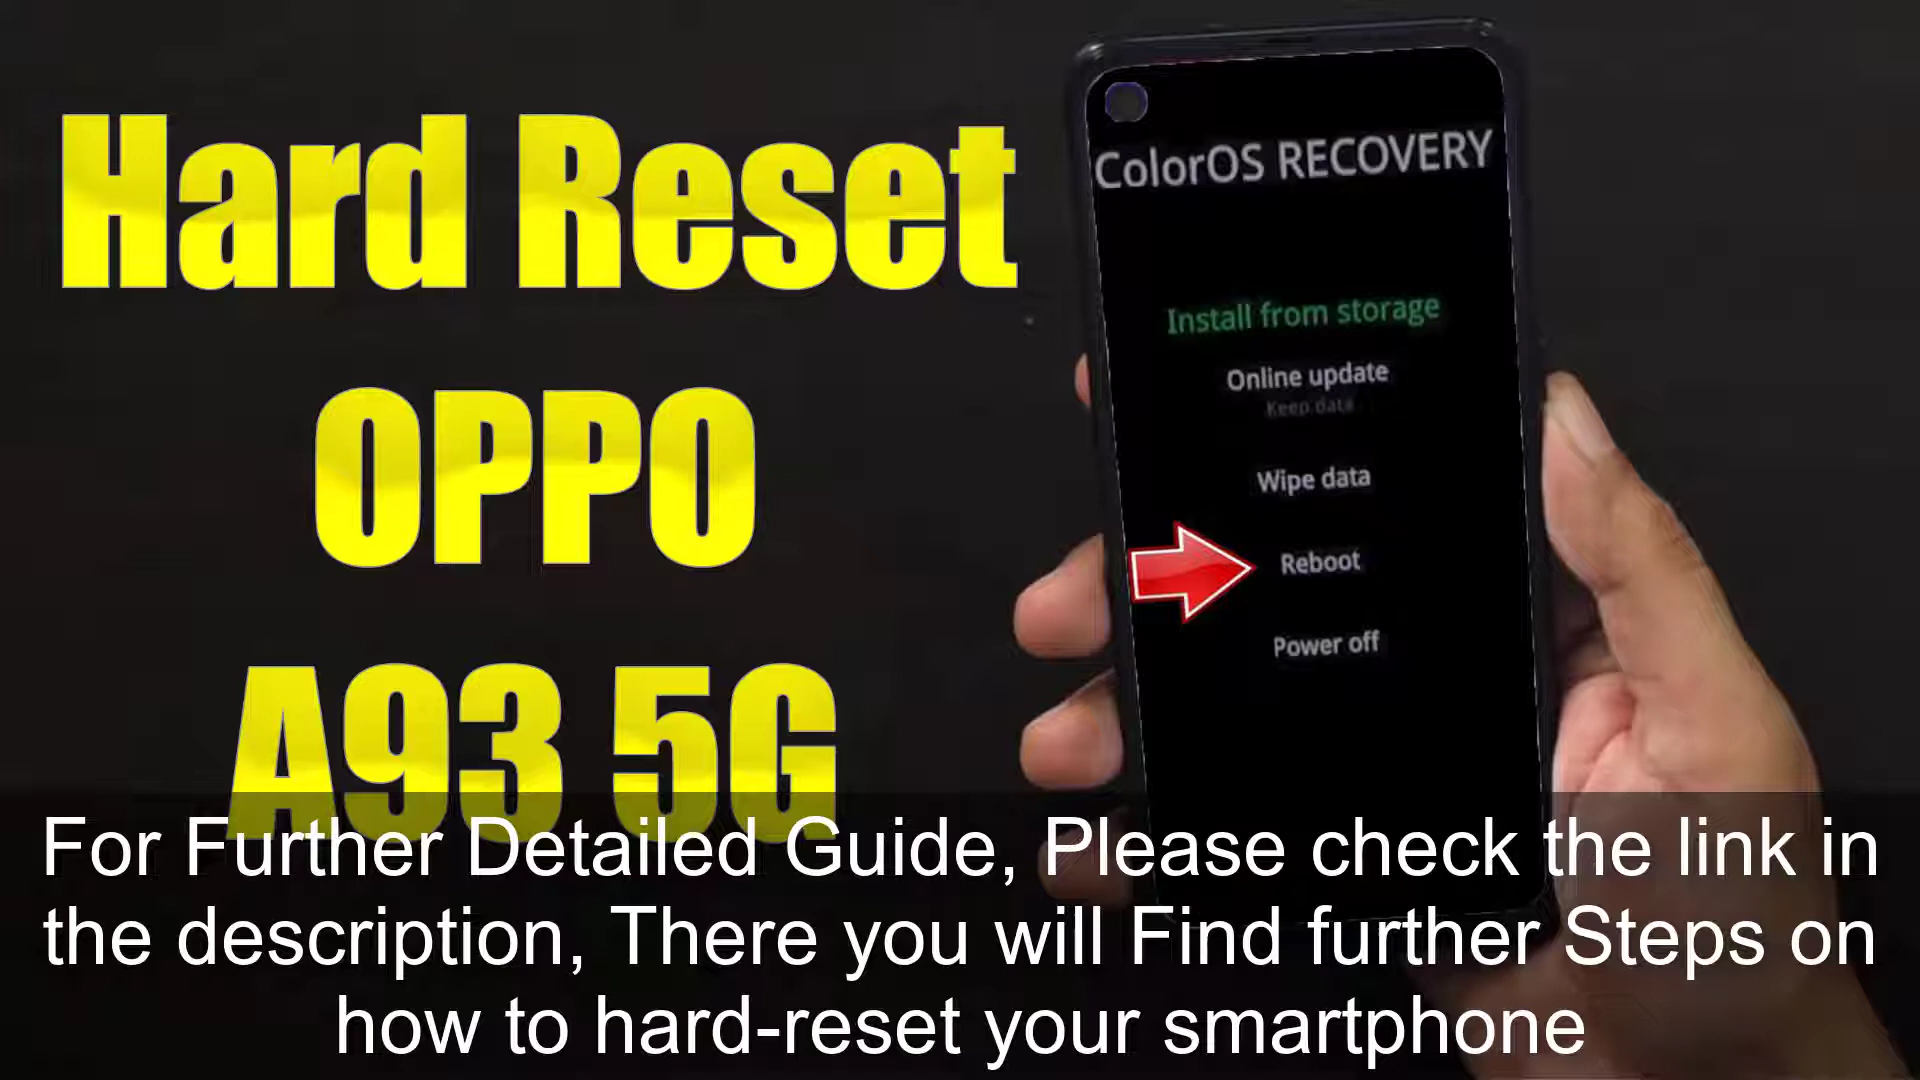 Hard Reset
OPPO
A93 5G
ColorOS RECOVERY
Install from storage
Online update
Keep data
Wipe data
Reboot
Power off
For Further Detailed Guide, Please check the link in
the description, There you will Find further Steps on
how to hard-reset your smartphone